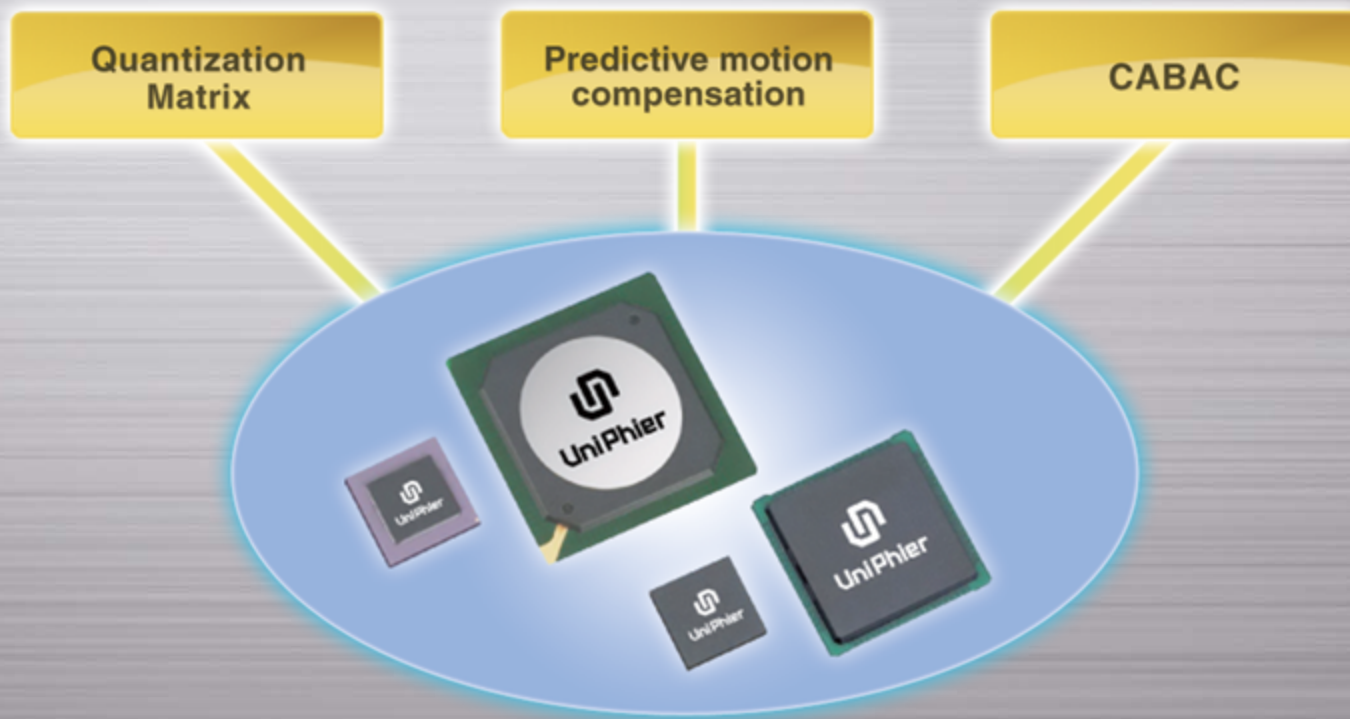 Quantization
Matrix
Predictive motion
compensation
CABAC
UniPhier
UniPhier
UniPhier
UniPhier